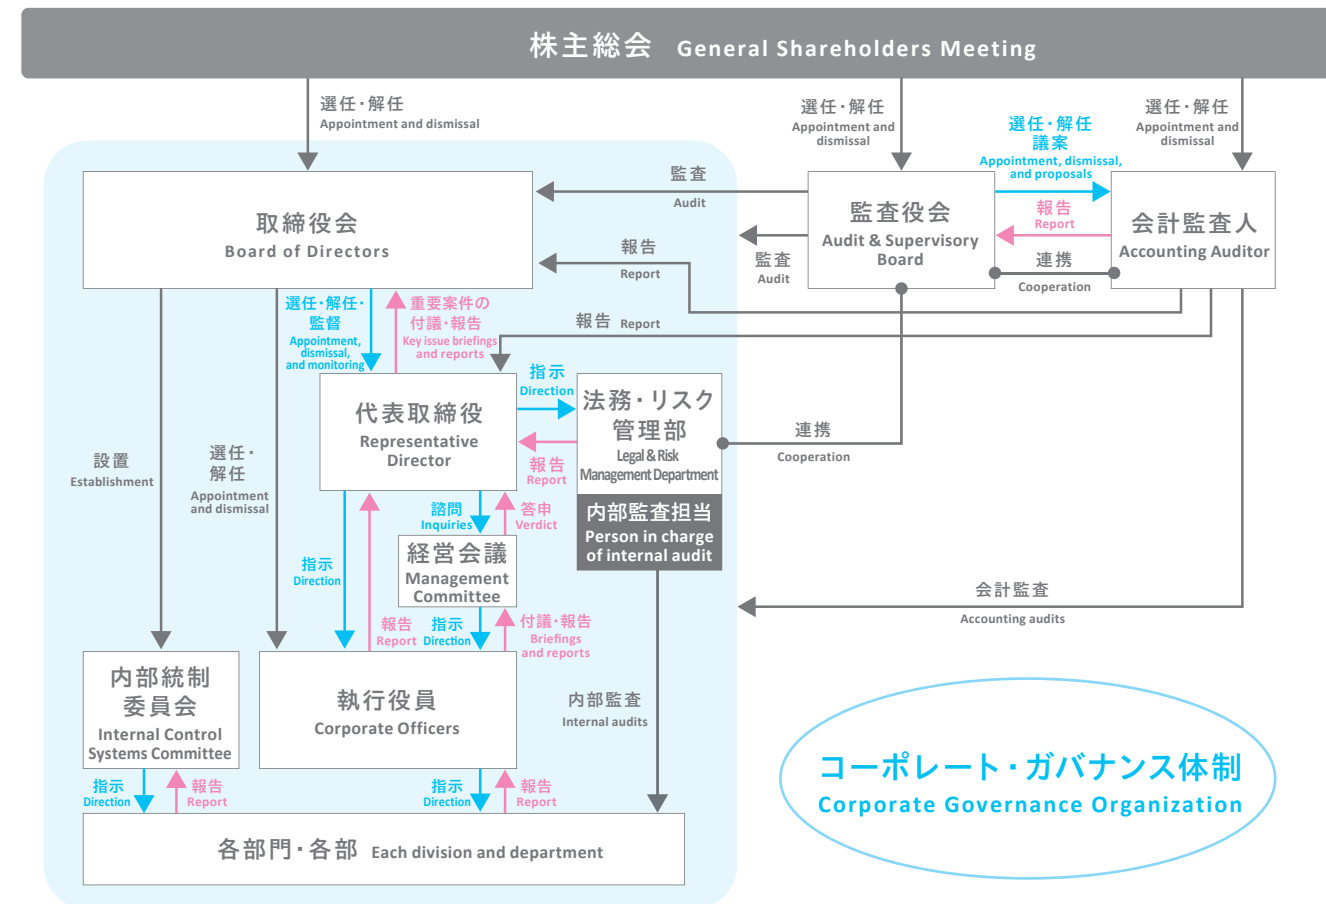 株主総会 General Shareholders Meeting
選任・解任
Appointment and dismissal
選任・解任
Appointment and
dismissal
選任・解任
議案
Appointment, dismissal,
and proposals
選任・解任
Appointment and
dismissal
取締役会
Board of Directors
監査
Audit
監査
Audit
報告
Report
監査役会
Audit & Supervisory
Board
報告
Report
連携
Cooperation
会計監査人
Accounting Auditor
選任・解任・
監督
Appointment,
dismissal,
and monitoring
重要案件の
付議・報告
Key issue briefings
and reports
報告 Report
代表取締役
Representative
Director
指示
Direction
報告
Report
法務・リスク
管理部
Legal & Risk
Management Department
内部監査担当
Person in charge
of internal audit
連携
Cooperation
設置
Establishment
選任・
解任
Appointment
and dismissal
指示
Direction
諮問
Inquiries
答申
Verdict
経営会議
Management
Committee
報告
Report
指示
Direction
付議・報告
Briefings
and reports
会計監査
Accounting audits
内部統制
委員会
Internal Control
Systems Committee
執行役員
Corporate Officers
内部監査
Internal audits
指示
Direction
報告
Report
指示
Direction
報告
Report
各部門・各部 Each division and department
コーポレート・ガバナンス体制
Corporate Governance Organization